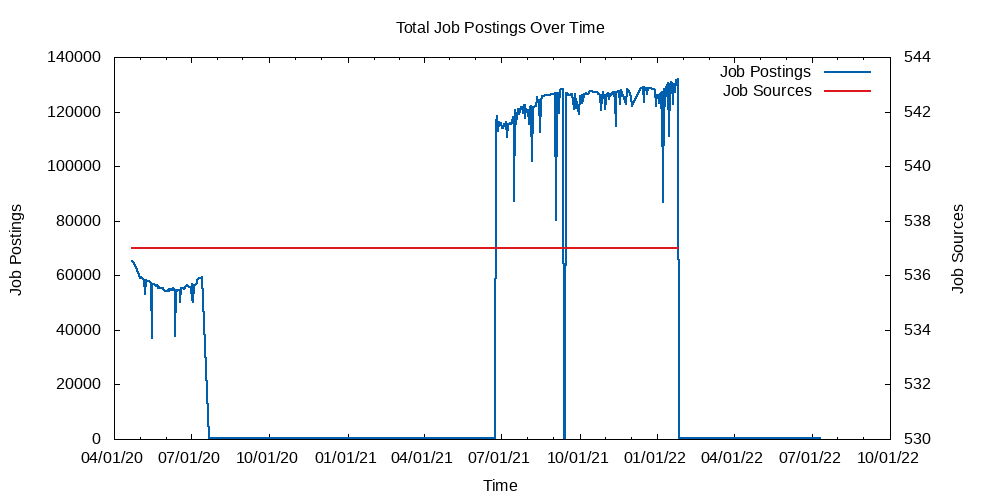 Total Job Postings Over Time
140000
120000
100000
80000
60000
40000
20000
0
Job Postings
544
542
540
538
536
534
532
530
Job Sources
Job Postings
Job Sources
04/01/20 07/01/20 10/01/20 01/01/21 04/01/21 07/01/21 10/01/21 01/01/22 04/01/22 07/01/22 10/01/22
Time